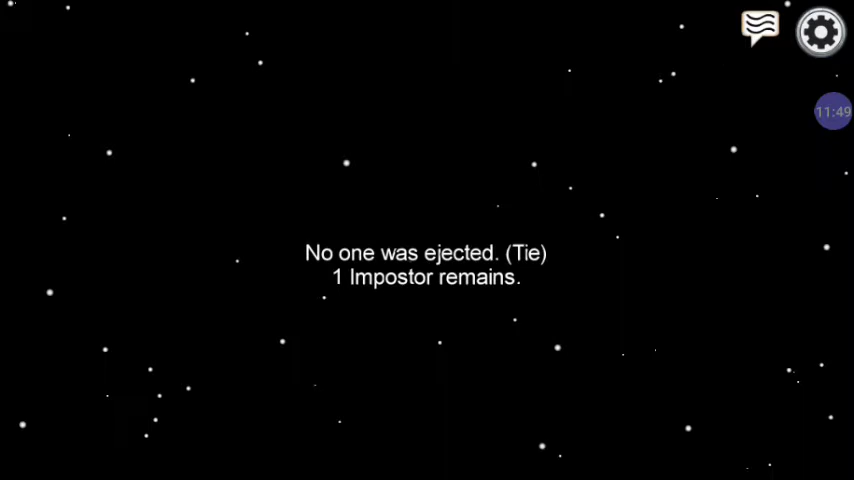 11:49
No one was ejected. (Tie)
1 Impostor remains.